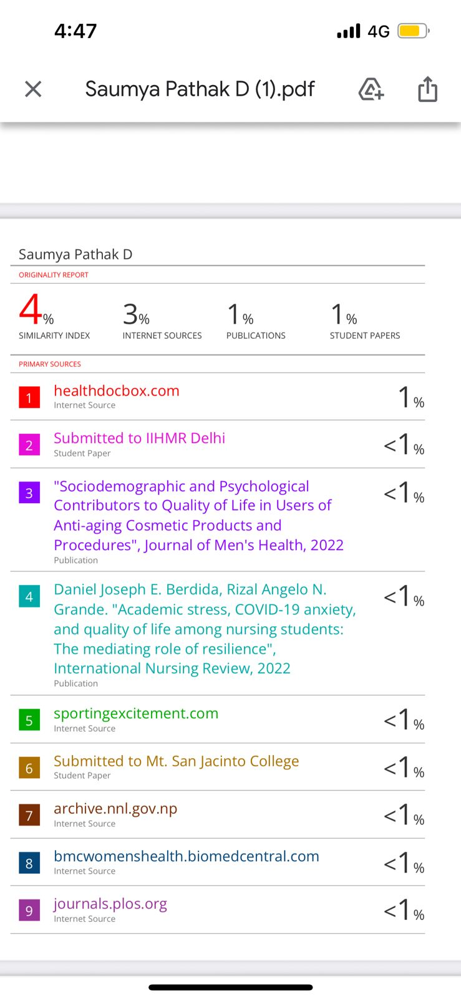 4:47
4G
Saumya Pathak D (1).pdf
Saumya Pathak D
ORIGINALITY REPORT
4% 3% 1% 1%
SIMILARITY INDEX INTERNET SOURCES PUBLICATIONS STUDENT PAPERS
PRIMARY SOURCES
1 healthdocbox.com 1%
Internet Source
2 Submitted to IIHMR Delhi <1%
Student Paper
3 "Sociodemographic and Psychological <1%
Contributors to Quality of Life in Users of
Anti-aging Cosmetic Products and
Procedures", Journal of Men's Health, 2022
Publication
4 Daniel Joseph E. Berdida, Rizal Angelo N. <1%
Grande. "Academic stress, COVID-19 anxiety,
and quality of life among nursing students:
The mediating role of resilience",
International Nursing Review, 2022
Publication
5 sportingexcitement.com <1%
Internet Source
6 Submitted to Mt. San Jacinto College <1%
Student Paper
7 archive.nnl.gov.np <1%
Internet Source
8 bmcwomenshealth.biomedcentral.com <1%
Internet Source
9 journals.plos.org <1%
Internet Source